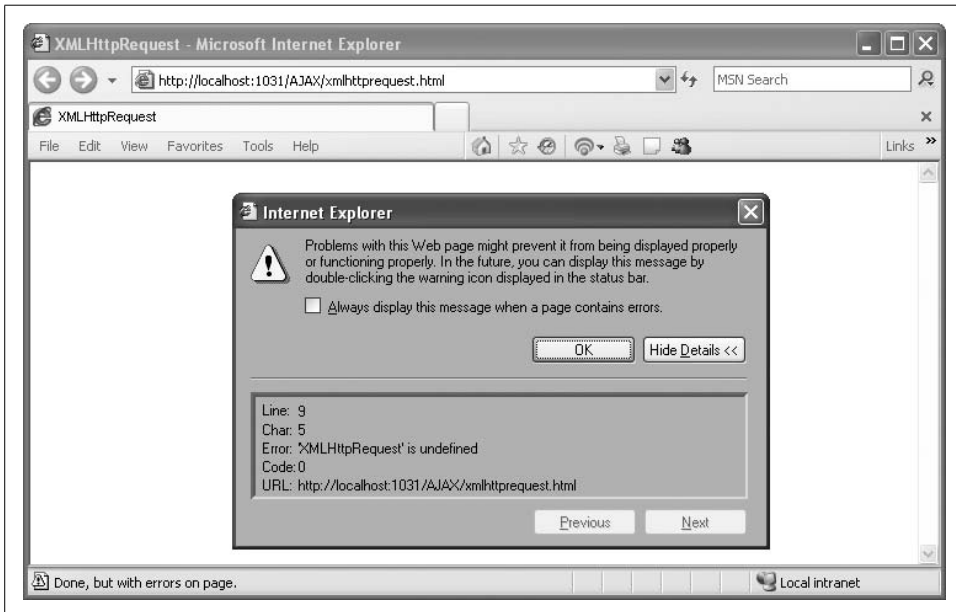 XMLHttpRequest - Microsoft Internet Explorer
http://localhost:1031/AJAX/xmlhttprequest.html
MSN Search
XMLHttpRequest
File Edit View Favorites Tools Help
Links »
Internet Explorer
Problems with this Web page might prevent it from being displayed properly
or functioning properly. In the future, you can display this message by
double-clicking the warning icon displayed in the status bar.
Always display this message when a page contains errors.
OK
Hide Details <<
Line: 9
Char: 5
Error: 'XMLHttpRequest' is undefined
Code:0
URL: http://localhost:1031/AJAX/xmlhttprequest.html
Previous
Next
Done, but with errors on page.
Local intranet